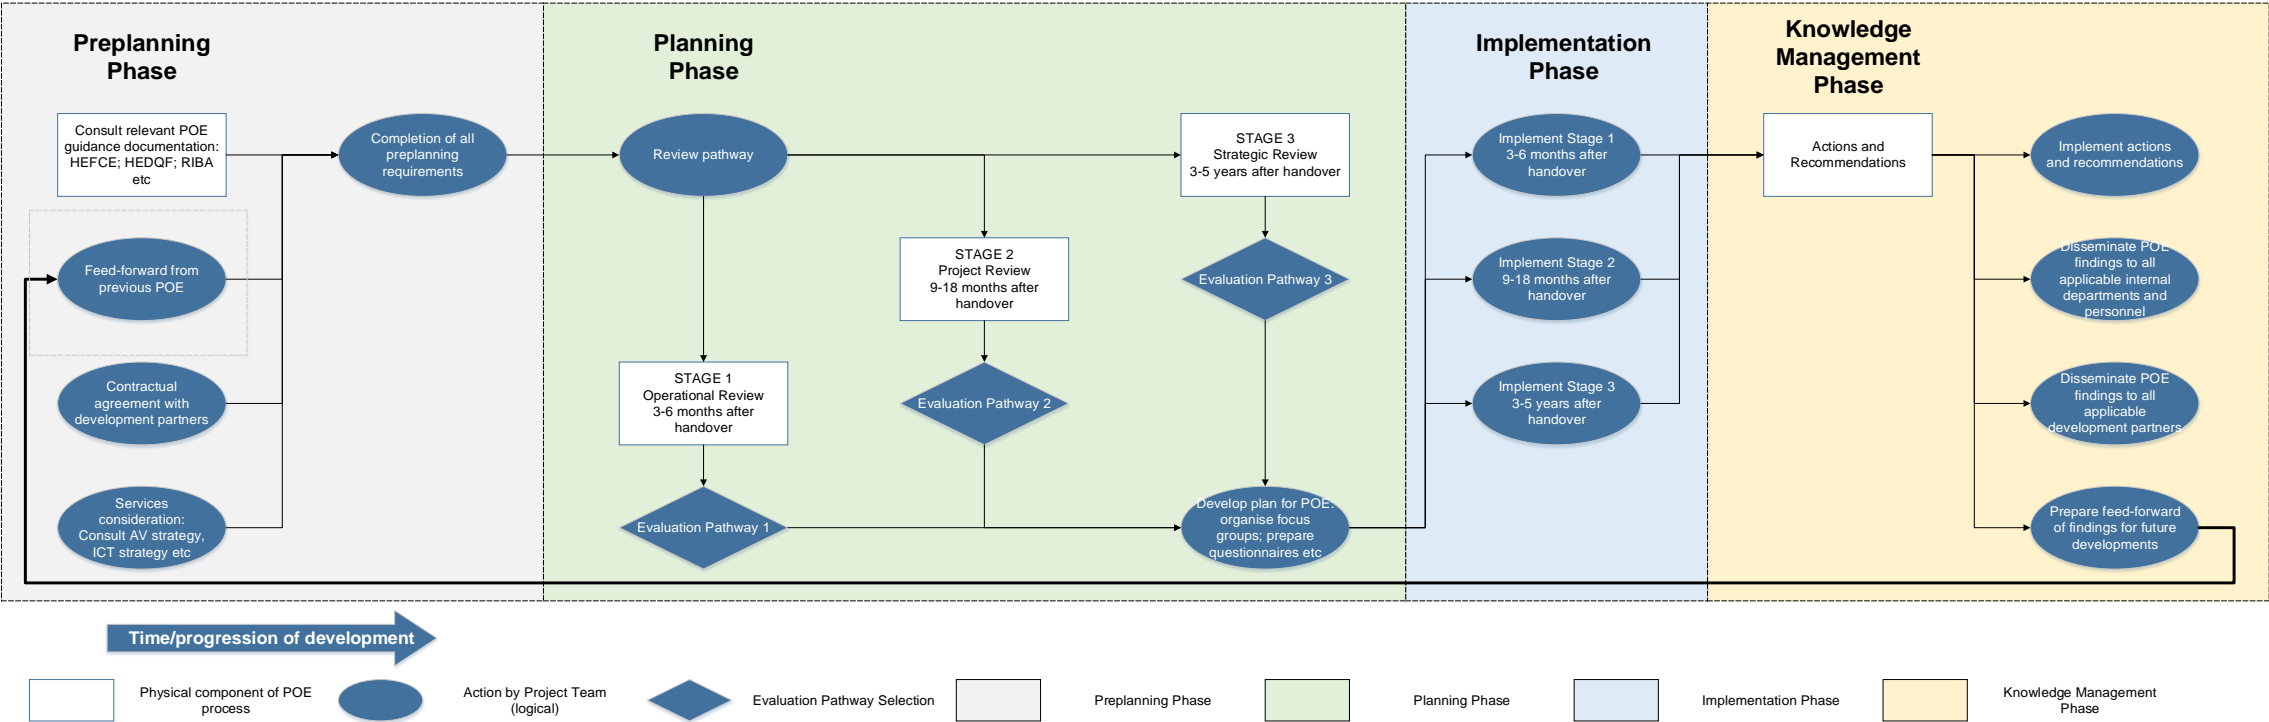 Preplanning
Phase
Planning
Phase
Implementation
Phase
Knowledge
Management
Phase
Consult relevant POE
guidance documentation:
HEFCE; HEDQF; RIBA
etc
Completion of all
preplanning
requirements
Feed-forward from
previous POE
Contractual
agreement with
development partners
Services
consideration:
Consult AV strategy,
ICT strategy etc
Review pathway
STAGE 1
Operational Review
3-6 months after
handover
Evaluation Pathway 1
STAGE 2
Project Review
9-18 months after
handover
Evaluation Pathway 2
STAGE 3
Strategic Review
3-5 years after handover
Evaluation Pathway 3
Develop plan for POE:
organise focus
groups; prepare
questionnaires etc
Implement Stage 1
3-6 months after
handover
Implement Stage 2
9-18 months after
handover
Implement Stage 3
3-5 years after
handover
Actions and
Recommendations
Implement actions
and recommendations
Disseminate POE
findings to all
applicable internal
departments and
personnel
Disseminate POE
findings to all
applicable
development partners
Prepare feed-forward
of findings for future
developments
Time/progression of development
Physical component of POE
process
Action by Project Team
(logical)
Evaluation Pathway Selection
Preplanning Phase
Planning Phase
Implementation Phase
Knowledge Management
Phase